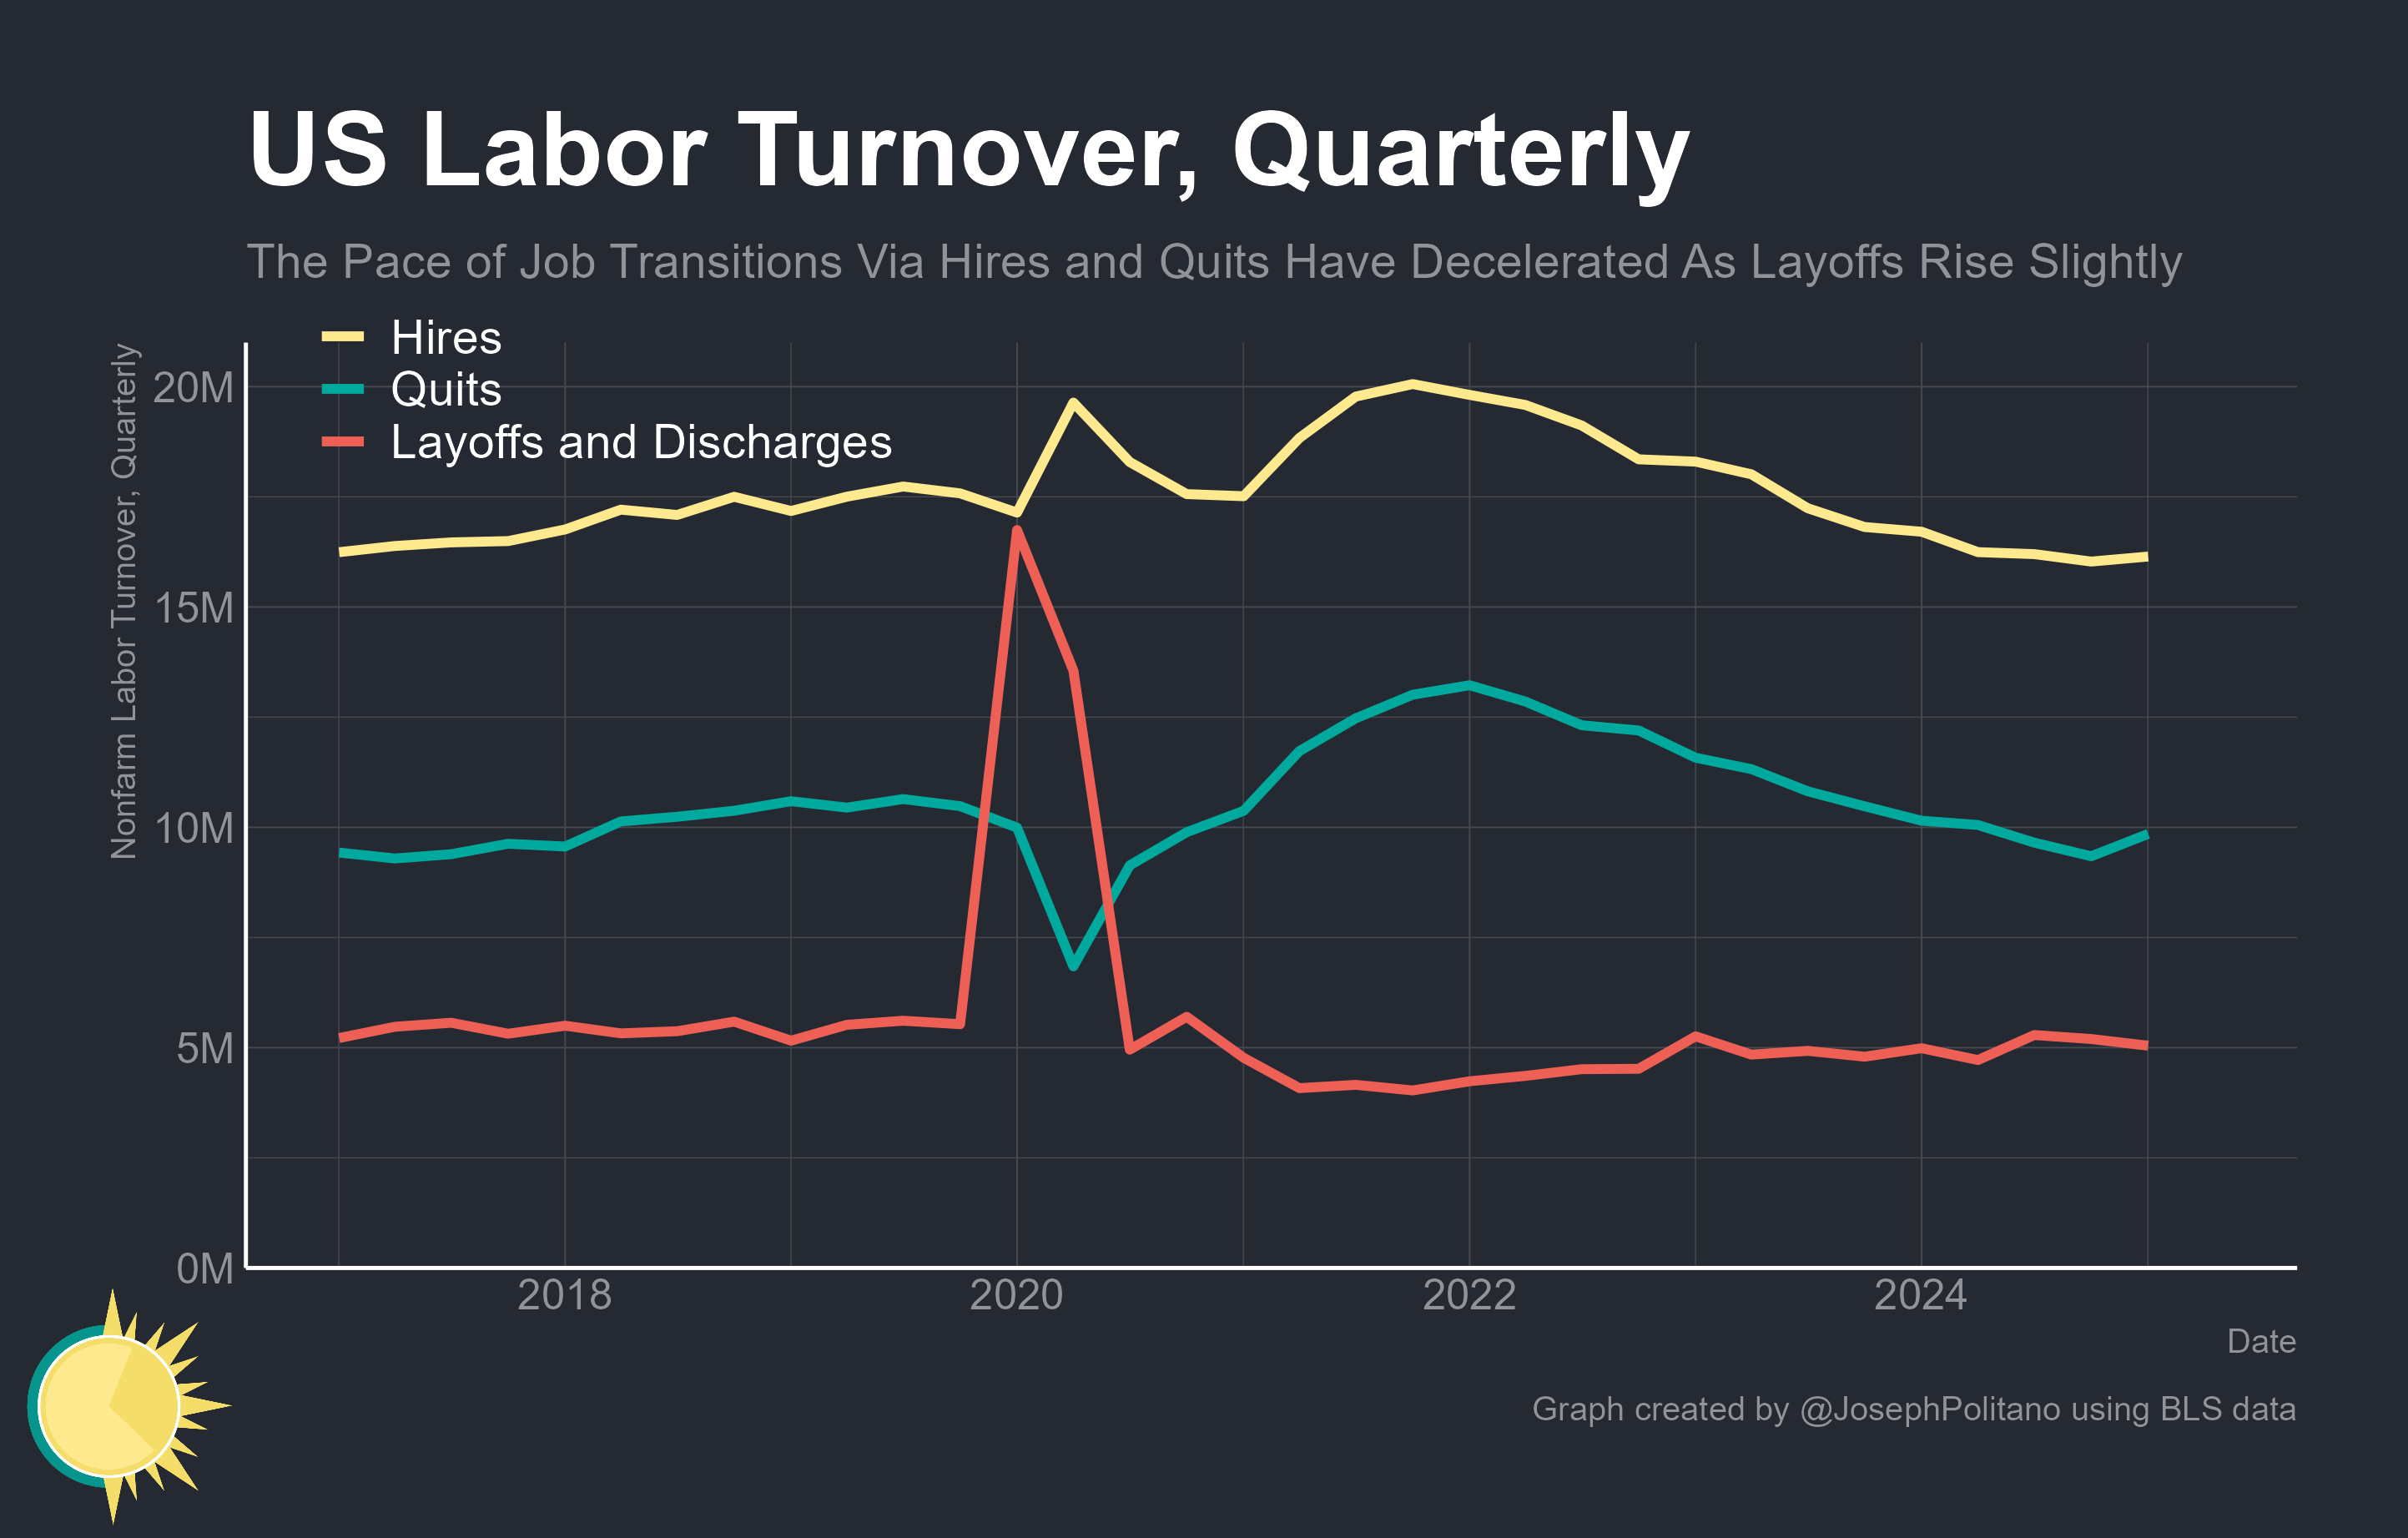 US Labor Turnover, Quarterly
The Pace of Job Transitions Via Hires and Quits Have Decelerated As Layoffs Rise Slightly
Hires
Quits
Layoffs and Discharges
Nonfarm Labor Turnover, Quarterly
20M
15M
10M
5M
0M
2018
2020
2022
2024
Date
Graph created by @JosephPolitano using BLS data